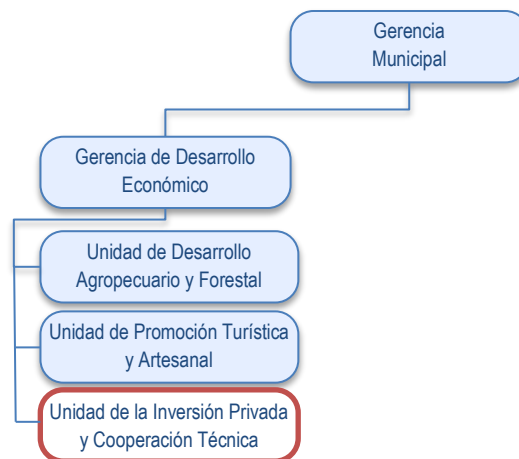 Gerencia
Municipal
Gerencia de Desarrollo
Económico
Unidad de Desarrollo
Agropecuario y Forestal
Unidad de Promoción Turística
y Artesanal
Unidad de la Inversión Privada
y Cooperación Técnica